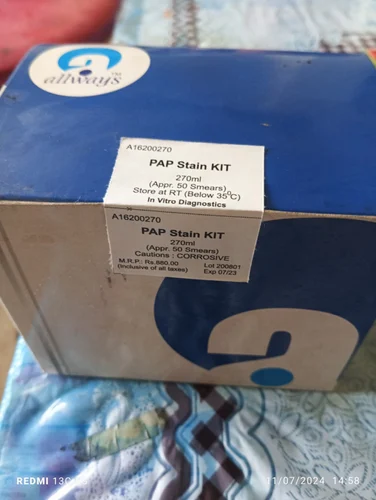 allways
TM
A16200270
PAP Stain KIT
270ml
(Appr. 50 Smears)
Store at RT (Below 35°C)
In Vitro Diagnostics
A16200270
PAP Stain KIT
270ml
(Appr. 50 Smears)
Cautions : CORROSIVE
M.R.P.: Rs.860.00 Lot 200801
(inclusive of all taxes) Exp 07/23
REDMI 13C 11/07/2024 14:58